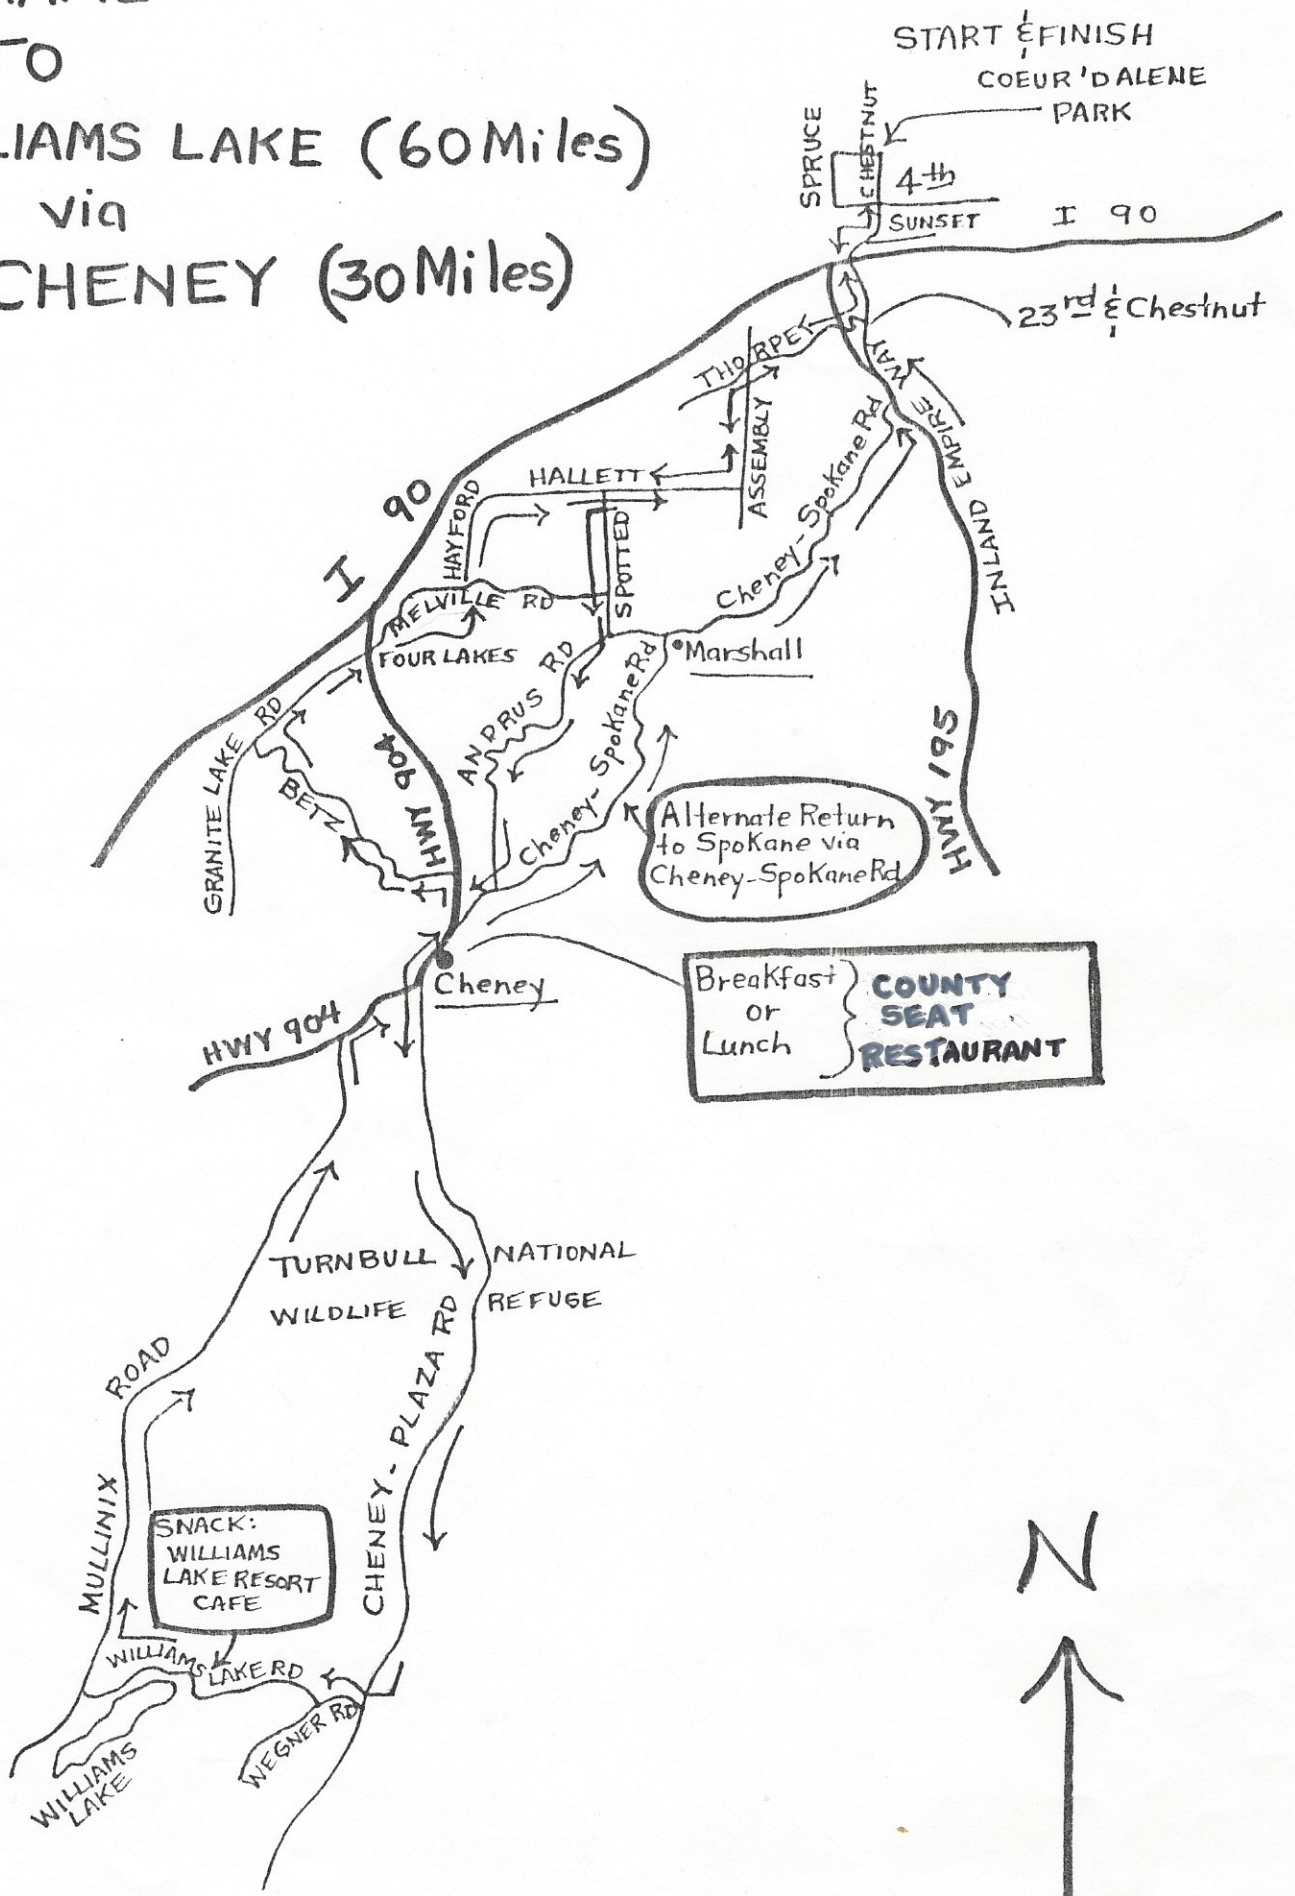 TO
LIAMS LAKE (60 Miles)
via
CHENEY (30 Miles)
START & FINISH
COEUR'D ALENE
PARK
SPRUCE
CHESTNUT
4th
SUNSET
I 90
23rd & Chestnut
THORPE
INLAND EMPIRE WAY
ASSEMBLY
HALLETT
HAYFORD
I 90
SPOTTED
Cheney-Spokane Rd
MELVILLE RD
FOUR LAKES
Marshall
GRANITE LAKE RD
BETZ
HWY 904
ANDRUS RD
Cheney-Spokane Rd
HWY 195
Alternate Return
to Spokane via
Cheney-Spokane Rd
Cheney
HWY 904
Breakfast
or
Lunch
COUNTY
SEAT
RESTAURANT
TURNBULL NATIONAL
WILDLIFE REFUGE
MULLINIX ROAD
CHENEY-PLAZA RD
SNACK:
WILLIAMS
LAKE RESORT
CAFE
WILLIAMS LAKE RD
WEGNER RD
WILLIAMS
LAKE
N